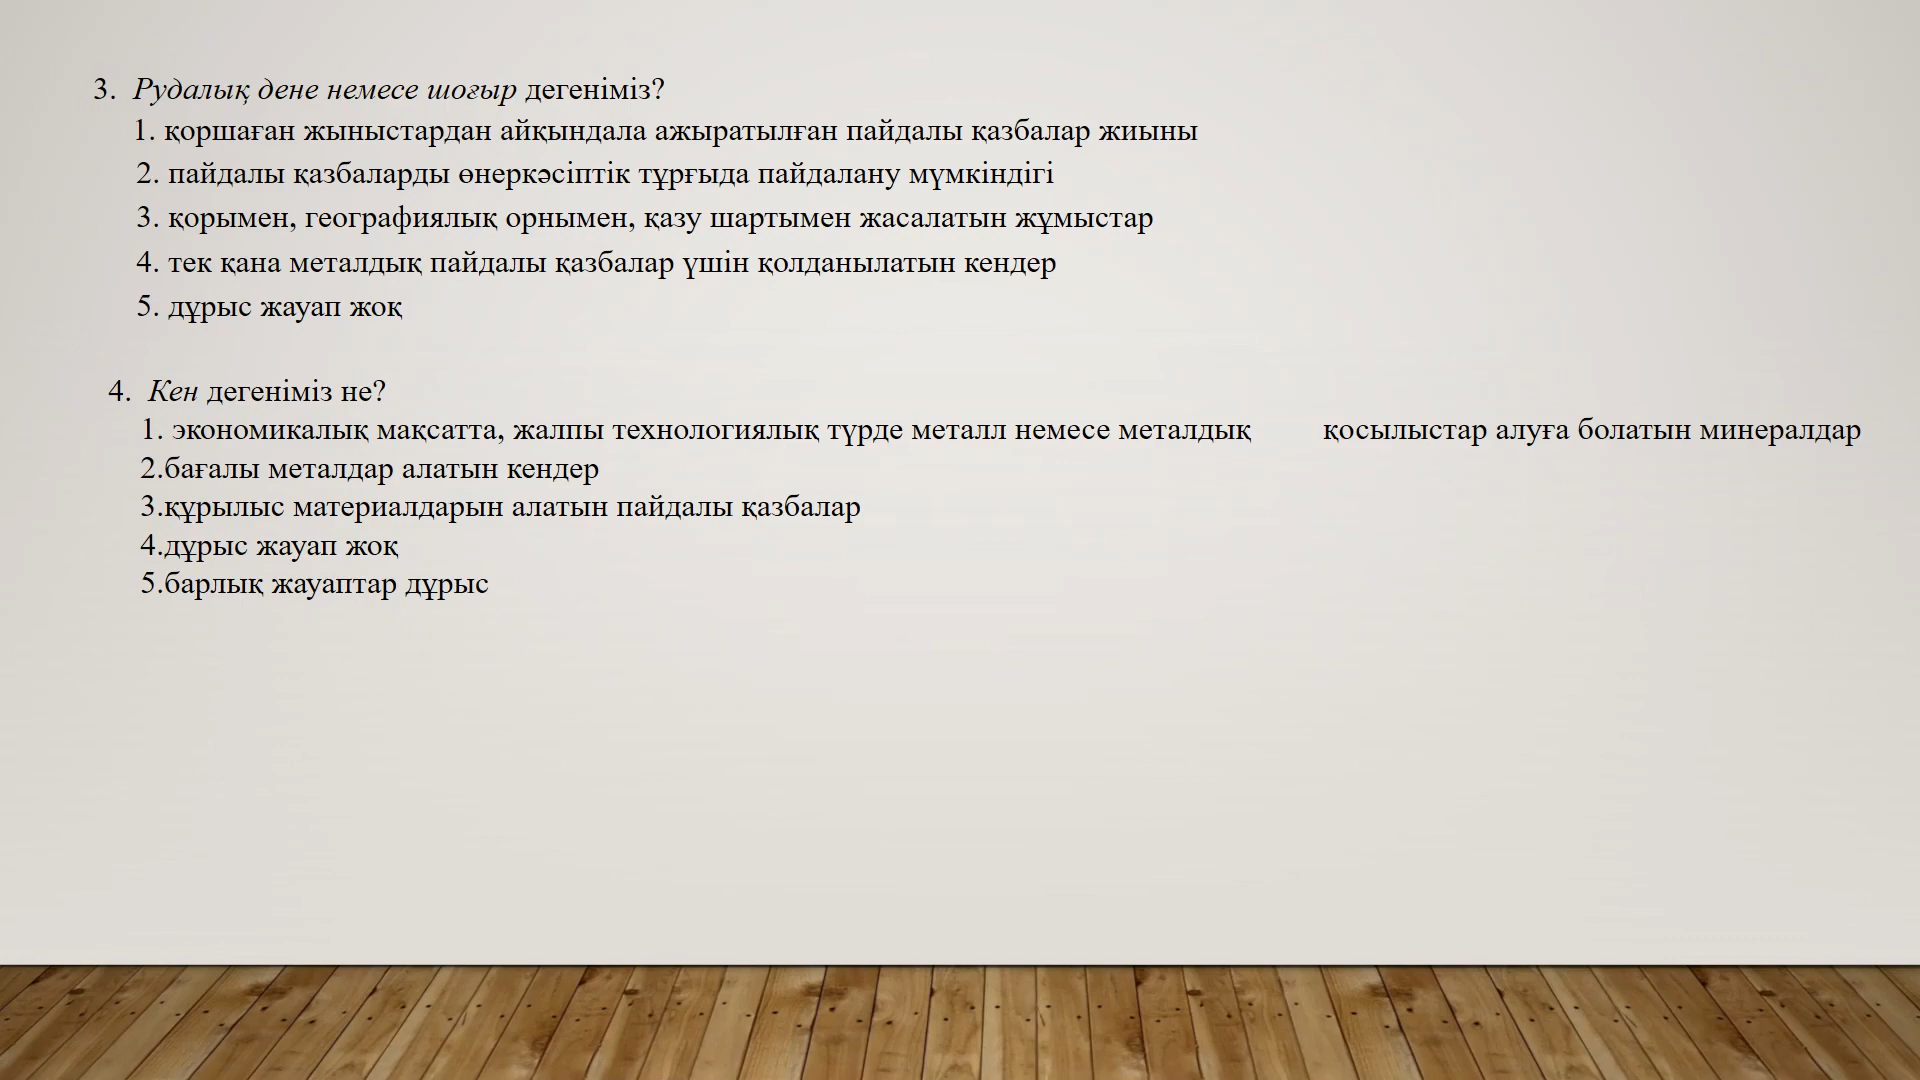 3. Рудалық дене немесе шоғыр дегеніміз?
1. қоршаған жыныстардан айқындала ажыратылған пайдалы қазбалар жиыны
2. пайдалы қазбаларды өнеркәсіптік тұрғыда пайдалану мүмкіндігі
3. қорымен, географиялық орнымен, қазу шартымен жасалатын жұмыстар
4. тек қана металдық пайдалы қазбалар үшін қолданылатын кендер
5. дұрыс жауап жоқ
4. Кен дегеніміз не?
1. экономикалық мақсатта, жалпы технологиялық түрде металл немесе металдық қосылыстар алуға болатын минералдар
2.бағалы металдар алатын кендер
3.құрылыс материалдарын алатын пайдалы қазбалар
4.дұрыс жауап жоқ
5.барлық жауаптар дұрыс